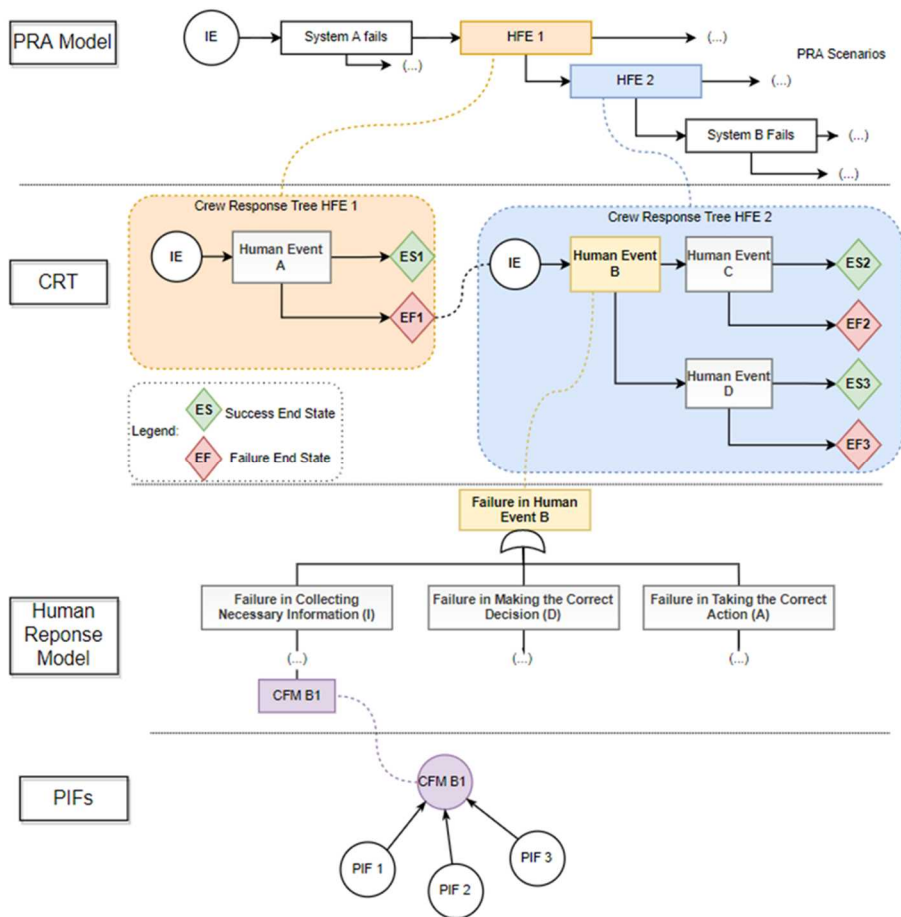 PRA Model
IE
System A fails
HFE 1
(...)
(...)
PRA Scenarios
HFE 2
(...)
System B Fails
(...)
(...)
CRT
Crew Response Tree HFE 1
IE
Human Event
A
ES1
EF1
Crew Response Tree HFE 2
IE
Human Event
B
Human Event
C
ES2
EF2
Human Event
D
ES3
EF3
Legend:
ES
Success End State
EF
Failure End State
Human
Reponse
Model
Failure in Human
Event B
Failure in Collecting
Necessary Information (I)
Failure in Making the Correct
Decision (D)
Failure in Taking the Correct
Action (A)
(...)
(...)
(...)
CFM B1
PIFs
CFM B1
PIF 1
PIF 2
PIF 3